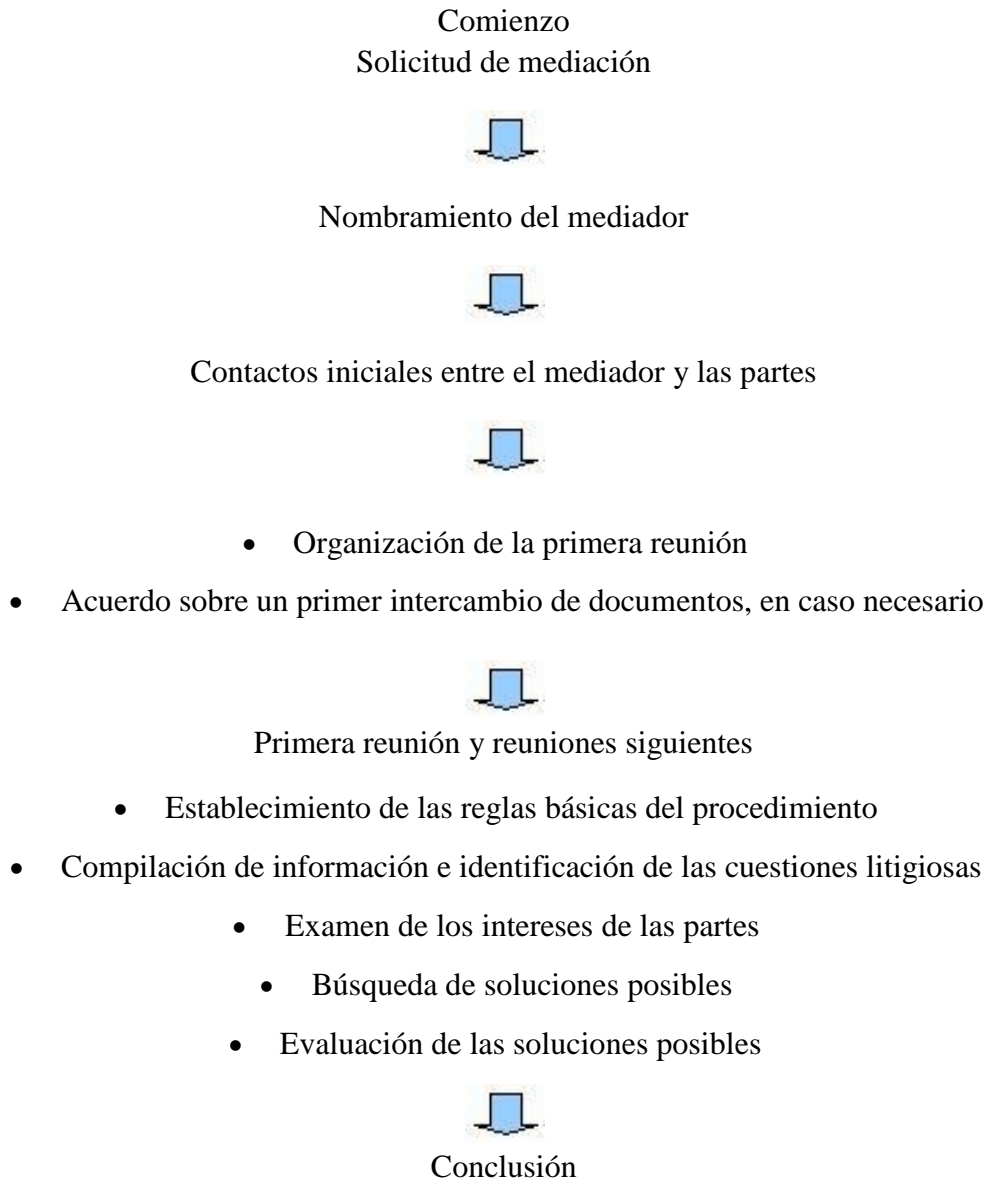 Comienzo
Solicitud de mediación
Nombramiento del mediador
Contactos iniciales entre el mediador y las partes
• Organización de la primera reunión
• Acuerdo sobre un primer intercambio de documentos, en caso necesario
Primera reunión y reuniones siguientes
• Establecimiento de las reglas básicas del procedimiento
• Compilación de información e identificación de las cuestiones litigiosas
• Examen de los intereses de las partes
• Búsqueda de soluciones posibles
• Evaluación de las soluciones posibles
Conclusión